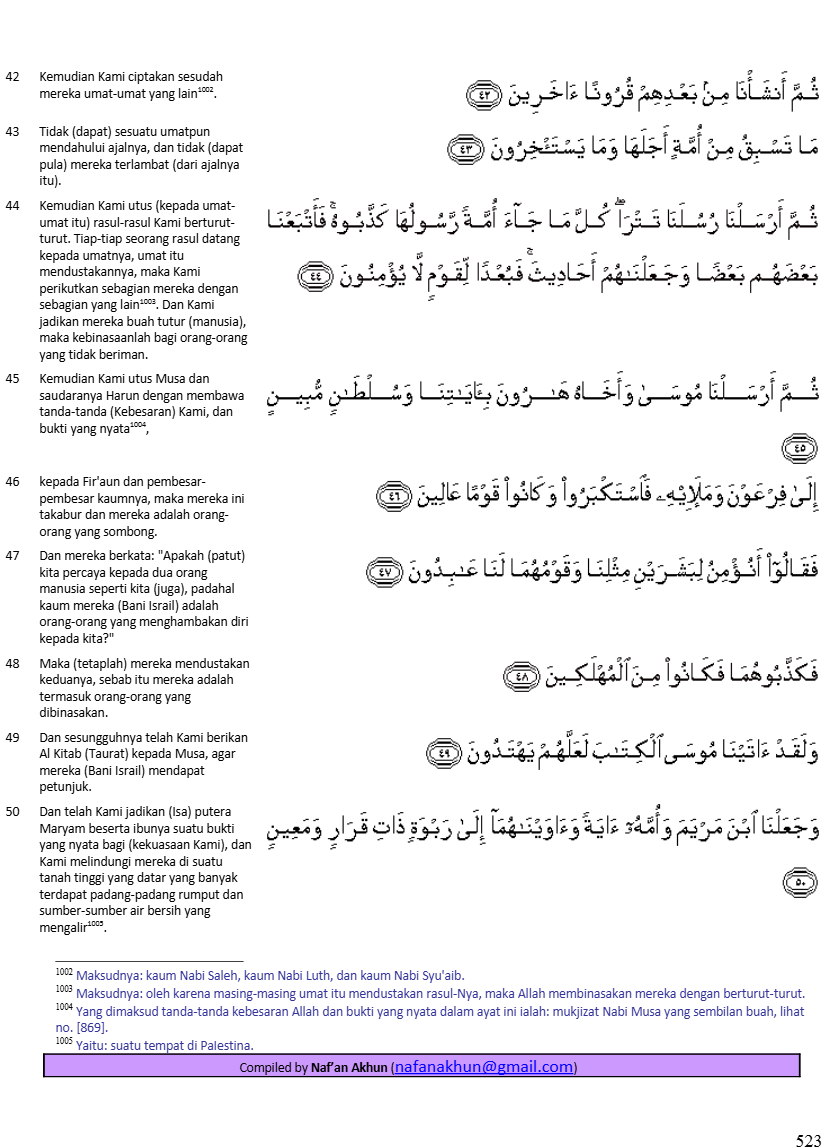 42 Kemudian Kami ciptakan sesudah
mereka umat-umat yang lain¹⁰⁰².
ثُمَّ أَنشَأْنَا مِنۢ بَعْدِهِمْ قُرُونًا ءَاخَرِينَ ٤٢
43 Tidak (dapat) sesuatu umatpun
mendahului ajalnya, dan tidak (dapat
pula) mereka terlambat (dari ajalnya
itu).
مَا تَسْبِقُ مِنْ أُمَّةٍ أَجَلَهَا وَمَا يَسْتَـْٔخِرُونَ ٤٣
44 Kemudian Kami utus (kepada umat-
umat itu) rasul-rasul Kami berturut-
turut. Tiap-tiap seorang rasul datang
kepada umatnya, umat itu
mendustakannya, maka Kami
perikutkan sebagian mereka dengan
sebagian yang lain¹⁰⁰³. Dan Kami
jadikan mereka buah tutur (manusia),
maka kebinasaanlah bagi orang-orang
yang tidak beriman.
ثُمَّ أَرْسَلْنَا رُسُلَنَا تَتْرَا ۖ كُلَّ مَا جَآءَ أُمَّةً رَّسُولُهَا كَذَّبُوهُ ۚ فَأَتْبَعْنَا
بَعْضَهُم بَعْضًا وَجَعَلْنَٰهُمْ أَحَادِيثَ ۚ فَبُعْدًا لِّقَوْمٍ لَّا يُؤْمِنُونَ ٤٤
45 Kemudian Kami utus Musa dan
saudaranya Harun dengan membawa
tanda-tanda (Kebesaran) Kami, dan
bukti yang nyata¹⁰⁰⁴,
ثُمَّ أَرْسَلْنَا مُوسَىٰ وَأَخَاهُ هَٰرُونَ بِـَٔايَٰتِنَا وَسُلْطَٰنٍ مُّبِينٍ
٤٥
46 kepada Fir'aun dan pembesar-
pembesar kaumnya, maka mereka ini
takabur dan mereka adalah orang-
orang yang sombong.
إِلَىٰ فِرْعَوْنَ وَمَلَإِي۟هِۦ فَٱسْتَكْبَرُوا۟ وَكَانُوا۟ قَوْمًا عَالِينَ ٤٦
47 Dan mereka berkata: "Apakah (patut)
kita percaya kepada dua orang
manusia seperti kita (juga), padahal
kaum mereka (Bani Israil) adalah
orang-orang yang menghambakan diri
kepada kita?"
فَقَالُوٓا۟ أَنُؤْمِنُ لِبَشَرَيْنِ مِثْلِنَا وَقَوْمُهُمَا لَنَا عَٰبِدُونَ ٤٧
48 Maka (tetaplah) mereka mendustakan
keduanya, sebab itu mereka adalah
termasuk orang-orang yang
dibinasakan.
فَكَذَّبُوهُمَا فَكَانُوا۟ مِنَ ٱلْمُهْلَكِينَ ٤٨
49 Dan sesungguhnya telah Kami berikan
Al Kitab (Taurat) kepada Musa, agar
mereka (Bani Israil) mendapat
petunjuk.
وَلَقَدْ ءَاتَيْنَا مُوسَى ٱلْكِتَٰبَ لَعَلَّهُمْ يَهْتَدُونَ ٤٩
50 Dan telah Kami jadikan (Isa) putera
Maryam beserta ibunya suatu bukti
yang nyata bagi (kekuasaan Kami), dan
Kami melindungi mereka di suatu
tanah tinggi yang datar yang banyak
terdapat padang-padang rumput dan
sumber-sumber air bersih yang
mengalir¹⁰⁰⁵.
وَجَعَلْنَا ٱبْنَ مَرْيَمَ وَأُمَّهُۥٓ ءَايَةً وَءَاوَيْنَٰهُمَآ إِلَىٰ رَبْوَةٍ ذَاتِ قَرَارٍ وَمَعِينٍ
٥٠
¹⁰⁰² Maksudnya: kaum Nabi Saleh, kaum Nabi Luth, dan kaum Nabi Syu'aib.
¹⁰⁰³ Maksudnya: oleh karena masing-masing umat itu mendustakan rasul-Nya, maka Allah membinasakan mereka dengan berturut-turut.
¹⁰⁰⁴ Yang dimaksud tanda-tanda kebesaran Allah dan bukti yang nyata dalam ayat ini ialah: mukjizat Nabi Musa yang sembilan buah, lihat
no. [869].
¹⁰⁰⁵ Yaitu: suatu tempat di Palestina.
Compiled by Naf’an Akhun (nafanakhun@gmail.com)
523